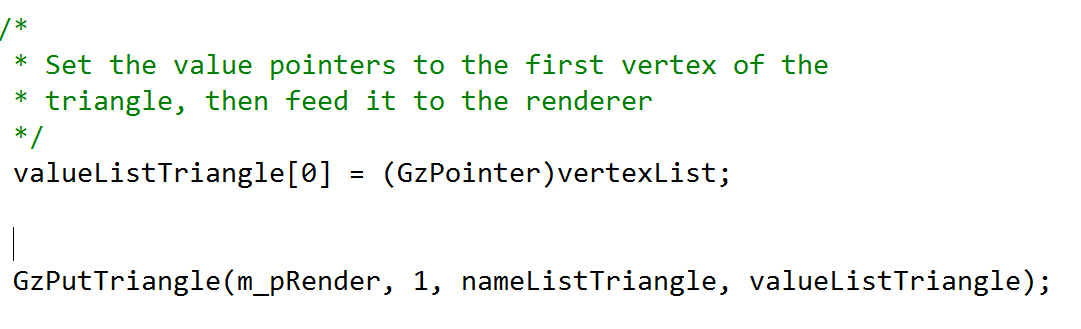 /*
* Set the value pointers to the first vertex of the
* triangle, then feed it to the renderer
*/
valueListTriangle[0] = (GzPointer)vertexList;
GzPutTriangle(m_pRender, 1, nameListTriangle, valueListTriangle);